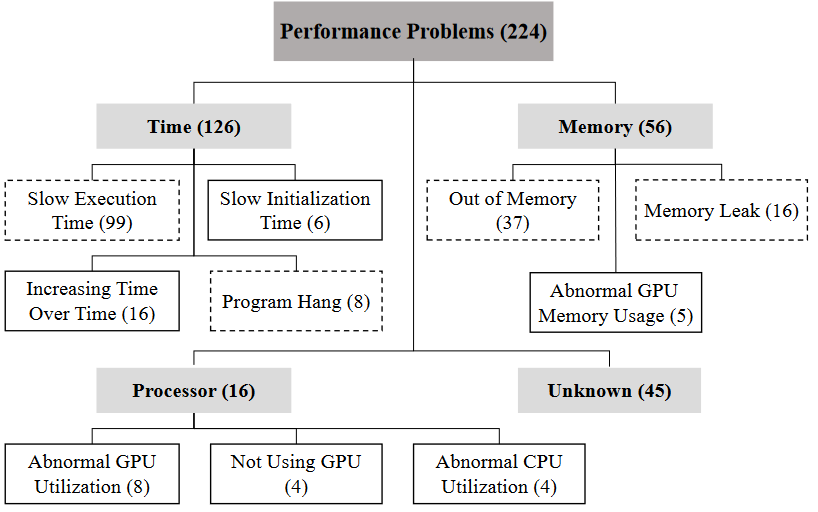 Performance Problems (224)
Time (126)
Memory (56)
Slow Execution
Time (99)
Slow Initialization
Time (6)
Out of Memory
(37)
Memory Leak (16)
Increasing Time
Over Time (16)
Program Hang (8)
Abnormal GPU
Memory Usage (5)
Processor (16)
Unknown (45)
Abnormal GPU
Utilization (8)
Not Using GPU
(4)
Abnormal CPU
Utilization (4)